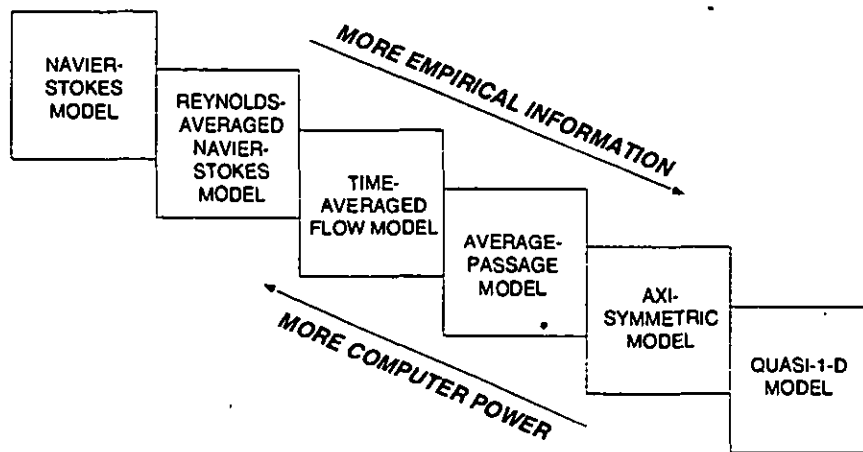 NAVIER-
STOKES
MODEL
REYNOLDS-
AVERAGED
NAVIER-
STOKES
MODEL
TIME-
AVERAGED
FLOW MODEL
AVERAGE-
PASSAGE
MODEL
AXI-
SYMMETRIC
MODEL
QUASI-1-D
MODEL
MORE EMPIRICAL INFORMATION
MORE COMPUTER POWER